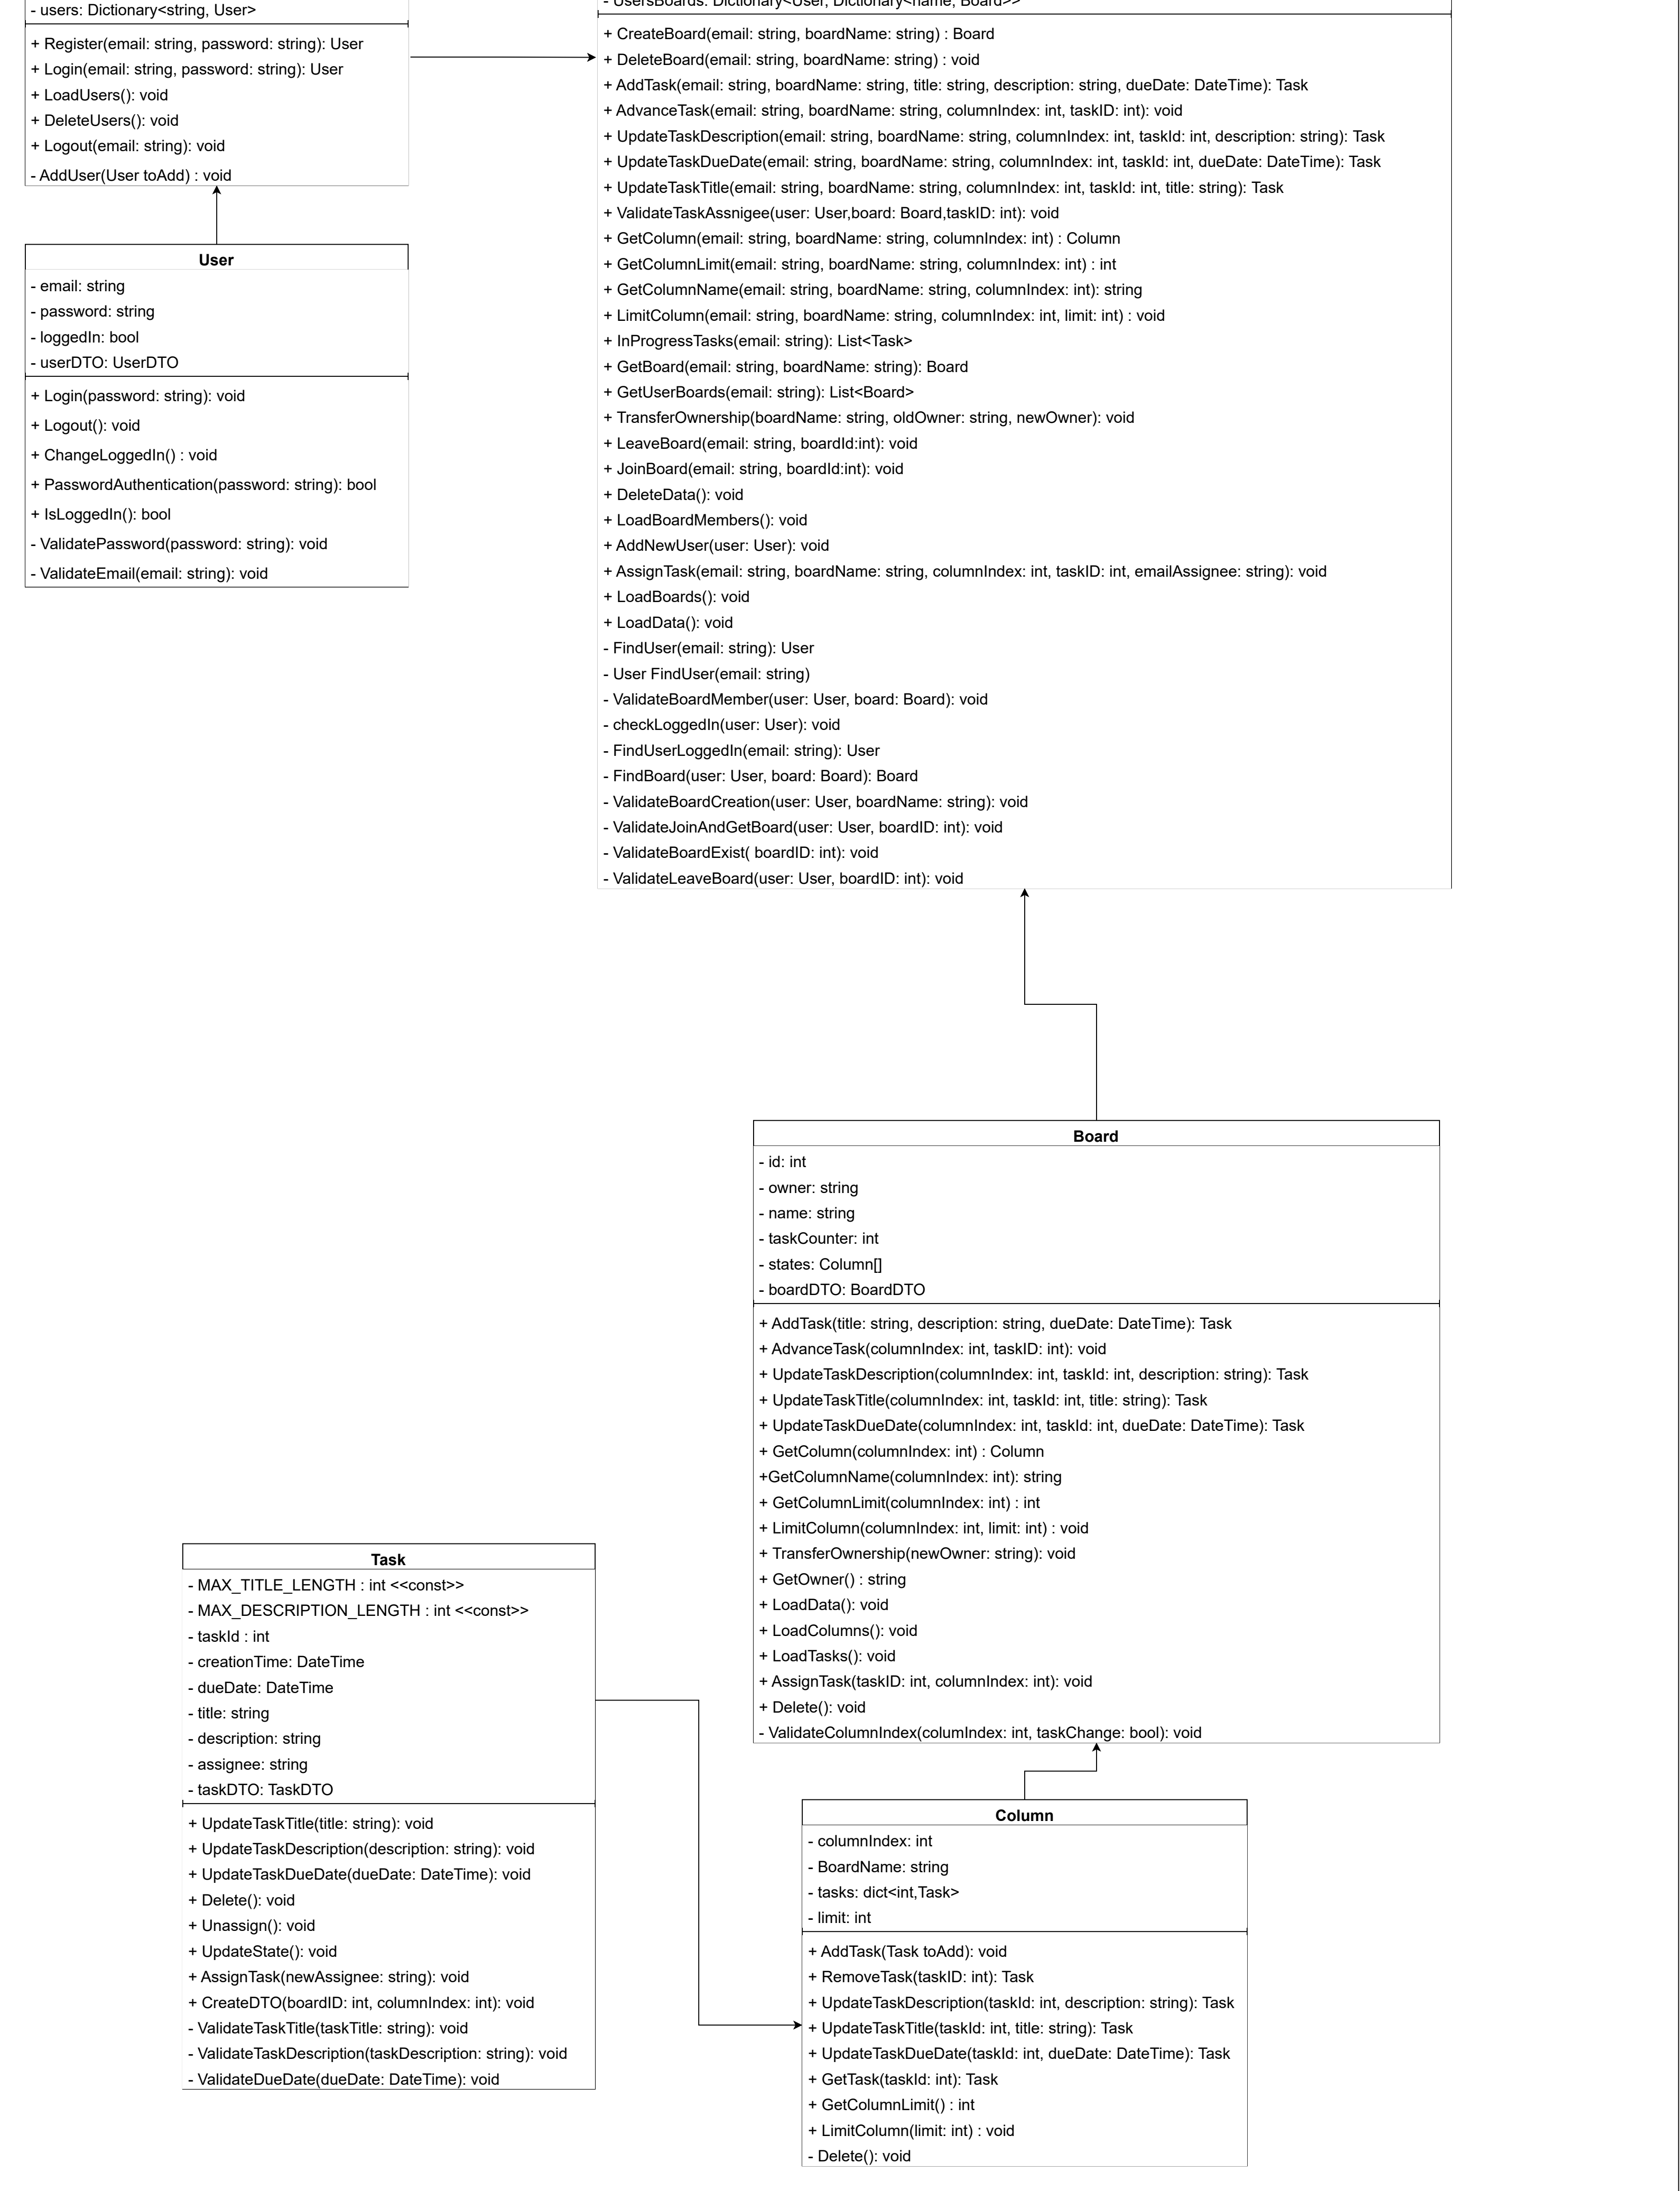 - users: Dictionary<string, User>
+ Register(email: string, password: string): User
+ Login(email: string, password: string): User
+ LoadUsers(): void
+ DeleteUsers(): void
+ Logout(email: string): void
- AddUser(User toAdd) : void
User
- email: string
- password: string
- loggedIn: bool
- userDTO: UserDTO
+ Login(password: string): void
+ Logout(): void
+ ChangeLoggedIn() : void
+ PasswordAuthentication(password: string): bool
+ IsLoggedIn(): bool
- ValidatePassword(password: string): void
- ValidateEmail(email: string): void
- UsersBoards: Dictionary<User, Dictionary<name, Board>>
+ CreateBoard(email: string, boardName: string) : Board
+ DeleteBoard(email: string, boardName: string) : void
+ AddTask(email: string, boardName: string, title: string, description: string, dueDate: DateTime): Task
+ AdvanceTask(email: string, boardName: string, columnIndex: int, taskID: int): void
+ UpdateTaskDescription(email: string, boardName: string, columnIndex: int, taskId: int, description: string): Task
+ UpdateTaskDueDate(email: string, boardName: string, columnIndex: int, taskId: int, dueDate: DateTime): Task
+ UpdateTaskTitle(email: string, boardName: string, columnIndex: int, taskId: int, title: string): Task
+ ValidateTaskAssnigee(user: User,board: Board,taskID: int): void
+ GetColumn(email: string, boardName: string, columnIndex: int) : Column
+ GetColumnLimit(email: string, boardName: string, columnIndex: int) : int
+ GetColumnName(email: string, boardName: string, columnIndex: int): string
+ LimitColumn(email: string, boardName: string, columnIndex: int, limit: int) : void
+ InProgressTasks(email: string): List<Task>
+ GetBoard(email: string, boardName: string): Board
+ GetUserBoards(email: string): List<Board>
+ TransferOwnership(boardName: string, oldOwner: string, newOwner): void
+ LeaveBoard(email: string, boardId:int): void
+ JoinBoard(email: string, boardId:int): void
+ DeleteData(): void
+ LoadBoardMembers(): void
+ AddNewUser(user: User): void
+ AssignTask(email: string, boardName: string, columnIndex: int, taskID: int, emailAssignee: string): void
+ LoadBoards(): void
+ LoadData(): void
- FindUser(email: string): User
- User FindUser(email: string)
- ValidateBoardMember(user: User, board: Board): void
- checkLoggedIn(user: User): void
- FindUserLoggedIn(email: string): User
- FindBoard(user: User, board: Board): Board
- ValidateBoardCreation(user: User, boardName: string): void
- ValidateJoinAndGetBoard(user: User, boardID: int): void
- ValidateBoardExist( boardID: int): void
- ValidateLeaveBoard(user: User, boardID: int): void
Board
- id: int
- owner: string
- name: string
- taskCounter: int
- states: Column[]
- boardDTO: BoardDTO
+ AddTask(title: string, description: string, dueDate: DateTime): Task
+ AdvanceTask(columnIndex: int, taskID: int): void
+ UpdateTaskDescription(columnIndex: int, taskId: int, description: string): Task
+ UpdateTaskTitle(columnIndex: int, taskId: int, title: string): Task
+ UpdateTaskDueDate(columnIndex: int, taskId: int, dueDate: DateTime): Task
+ GetColumn(columnIndex: int) : Column
+GetColumnName(columnIndex: int): string
+ GetColumnLimit(columnIndex: int) : int
+ LimitColumn(columnIndex: int, limit: int) : void
+ TransferOwnership(newOwner: string): void
+ GetOwner() : string
+ LoadData(): void
+ LoadColumns(): void
+ LoadTasks(): void
+ AssignTask(taskID: int, columnIndex: int): void
+ Delete(): void
- ValidateColumnIndex(columIndex: int, taskChange: bool): void
Task
- MAX_TITLE_LENGTH : int <<const>>
- MAX_DESCRIPTION_LENGTH : int <<const>>
- taskId : int
- creationTime: DateTime
- dueDate: DateTime
- title: string
- description: string
- assignee: string
- taskDTO: TaskDTO
+ UpdateTaskTitle(title: string): void
+ UpdateTaskDescription(description: string): void
+ UpdateTaskDueDate(dueDate: DateTime): void
+ Delete(): void
+ Unassign(): void
+ UpdateState(): void
+ AssignTask(newAssignee: string): void
+ CreateDTO(boardID: int, columnIndex: int): void
- ValidateTaskTitle(taskTitle: string): void
- ValidateTaskDescription(taskDescription: string): void
- ValidateDueDate(dueDate: DateTime): void
Column
- columnIndex: int
- BoardName: string
- tasks: dict<int,Task>
- limit: int
+ AddTask(Task toAdd): void
+ RemoveTask(taskID: int): Task
+ UpdateTaskDescription(taskId: int, description: string): Task
+ UpdateTaskTitle(taskId: int, title: string): Task
+ UpdateTaskDueDate(taskId: int, dueDate: DateTime): Task
+ GetTask(taskId: int): Task
+ GetColumnLimit() : int
+ LimitColumn(limit: int) : void
- Delete(): void